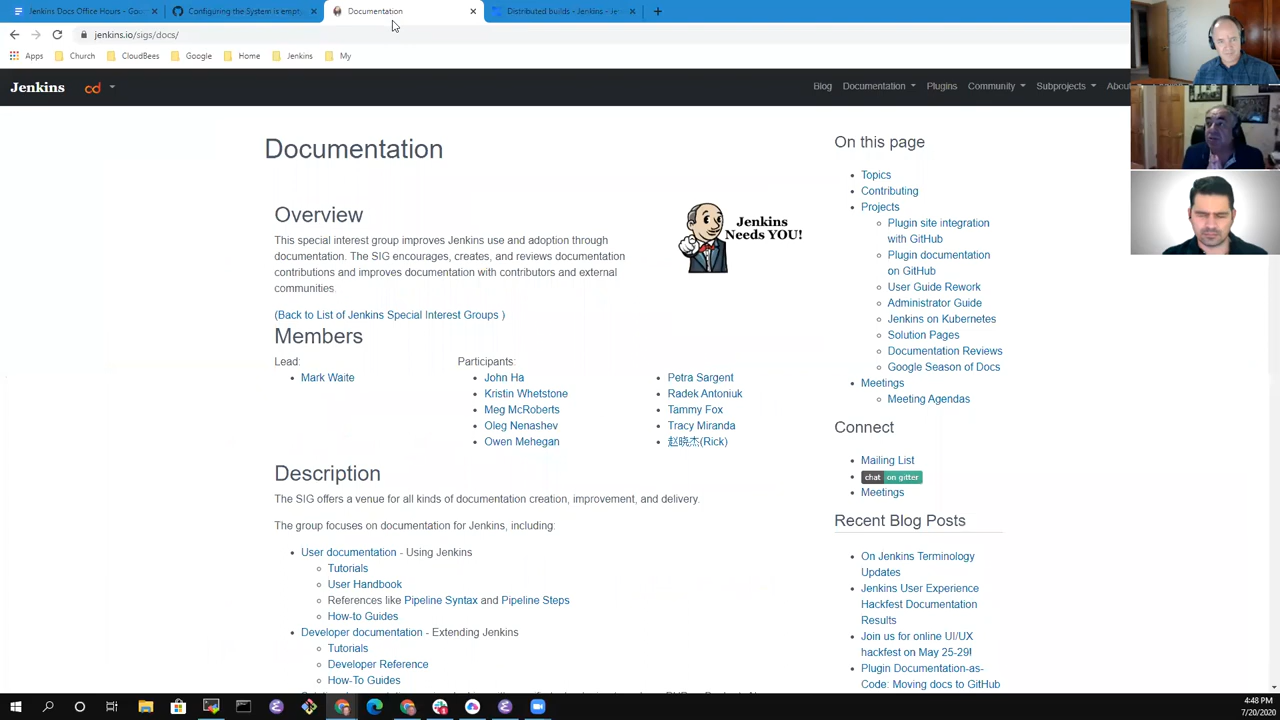 Jenkins Docs Office Hours - Goo
Configuring the System is empty
Documentation
Distributed builds - Jenkins - Je
jenkins.io/sigs/docs/
Apps
Church
CloudBees
Google
Home
Jenkins
My
Jenkins
cd
Blog
Documentation
Plugins
Community
Subprojects
About
Documentation
Overview
This special interest group improves Jenkins use and adoption through
documentation. The SIG encourages, creates, and reviews documentation
contributions and improves documentation with contributors and external
communities.
Jenkins
Needs YOU!
(Back to List of Jenkins Special Interest Groups )
Members
Lead:
Mark Waite
Participants:
John Ha
Kristin Whetstone
Meg McRoberts
Oleg Nenashev
Owen Mehegan
Petra Sargent
Radek Antoniuk
Tammy Fox
Tracy Miranda
赵晓杰(Rick)
Description
The SIG offers a venue for all kinds of documentation creation, improvement, and delivery.
The group focuses on documentation for Jenkins, including:
User documentation - Using Jenkins
Tutorials
User Handbook
References like Pipeline Syntax and Pipeline Steps
How-to Guides
Developer documentation - Extending Jenkins
Tutorials
Developer Reference
How-To Guides
On this page
Topics
Contributing
Projects
Plugin site integration
with GitHub
Plugin documentation
on GitHub
User Guide Rework
Administrator Guide
Jenkins on Kubernetes
Solution Pages
Documentation Reviews
Google Season of Docs
Meetings
Meeting Agendas
Connect
Mailing List
chat on gitter
Meetings
Recent Blog Posts
On Jenkins Terminology
Updates
Jenkins User Experience
Hackfest Documentation
Results
Join us for online UI/UX
hackfest on May 25-29!
Plugin Documentation-as-
Code: Moving docs to GitHub
4:48 PM
7/20/2020